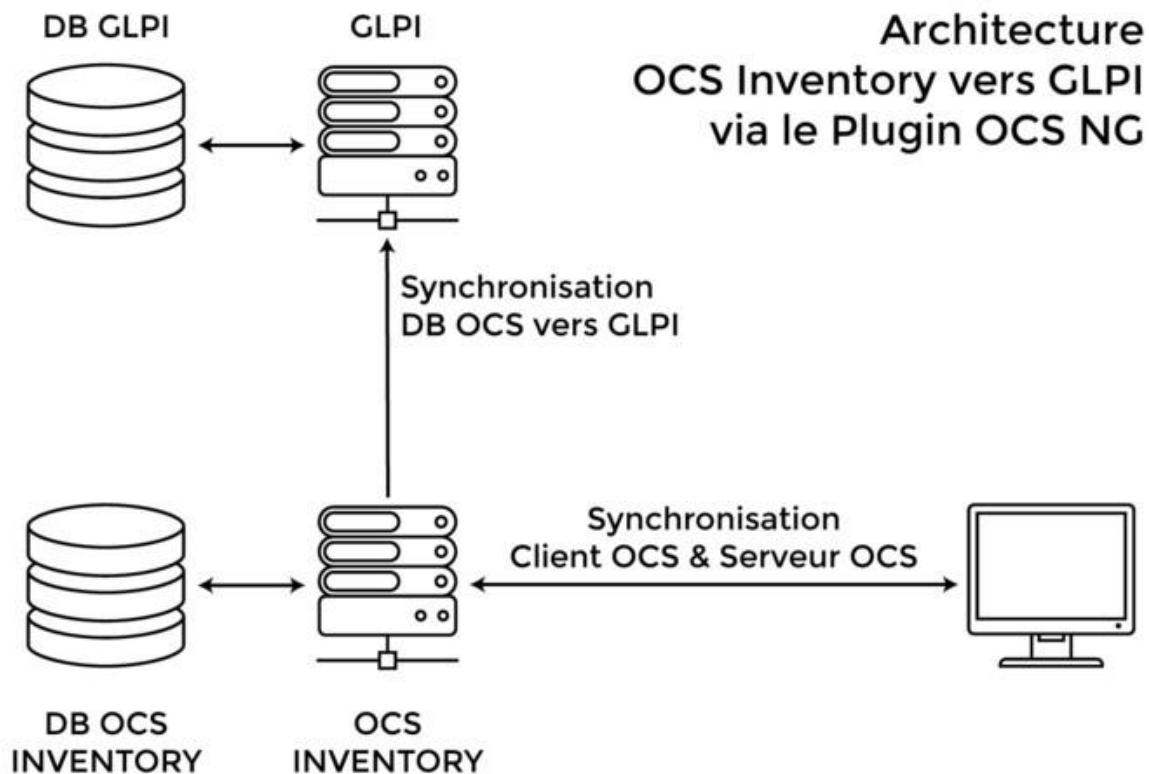 DB GLPI
GLPI
Architecture
OCS Inventory vers GLPI
via le Plugin OCS NG
Synchronisation
DB OCS vers GLPI
Synchronisation
Client OCS & Serveur OCS
DB OCS
INVENTORY
OCS
INVENTORY